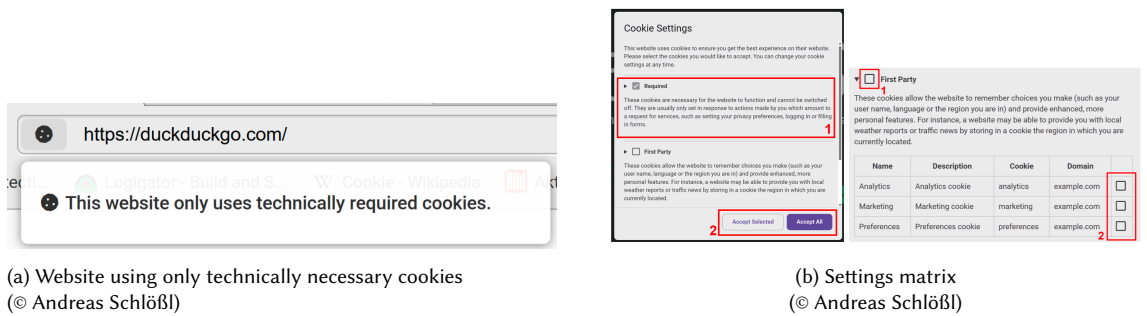 https://duckduckgo.com/
Logigator - Build and S... W Cookie - Wikipedia
This website only uses technically required cookies.
(a) Website using only technically necessary cookies
(© Andreas Schlößl)
Cookie Settings
This website uses cookies to ensure you get the best experience on their website.
Please select the cookies you would like to accept. You can change your cookie
settings at any time.
Required
These cookies are necessary for the website to function and cannot be switched
off. They are usually only set in response to actions made by you which amount to
a request for services, such as setting your privacy preferences, logging in or filling
in forms.
1
First Party
These cookies allow the website to remember choices you make (such as your
user name, language or the region you are in) and provide enhanced, more
personal features. For instance, a website may be able to provide you with local
weather reports or traffic news by storing in a cookie the region in which you are
currently located.
2
Accept Selected Accept All
First Party
1
These cookies allow the website to remember choices you make (such as your
user name, language or the region you are in) and provide enhanced, more
personal features. For instance, a website may be able to provide you with local
weather reports or traffic news by storing in a cookie the region in which you are
currently located.
Name Description Cookie Domain
Analytics Analytics cookie analytics example.com
Marketing Marketing cookie marketing example.com
Preferences Preferences cookie preferences example.com
2
(b) Settings matrix
(© Andreas Schlößl)